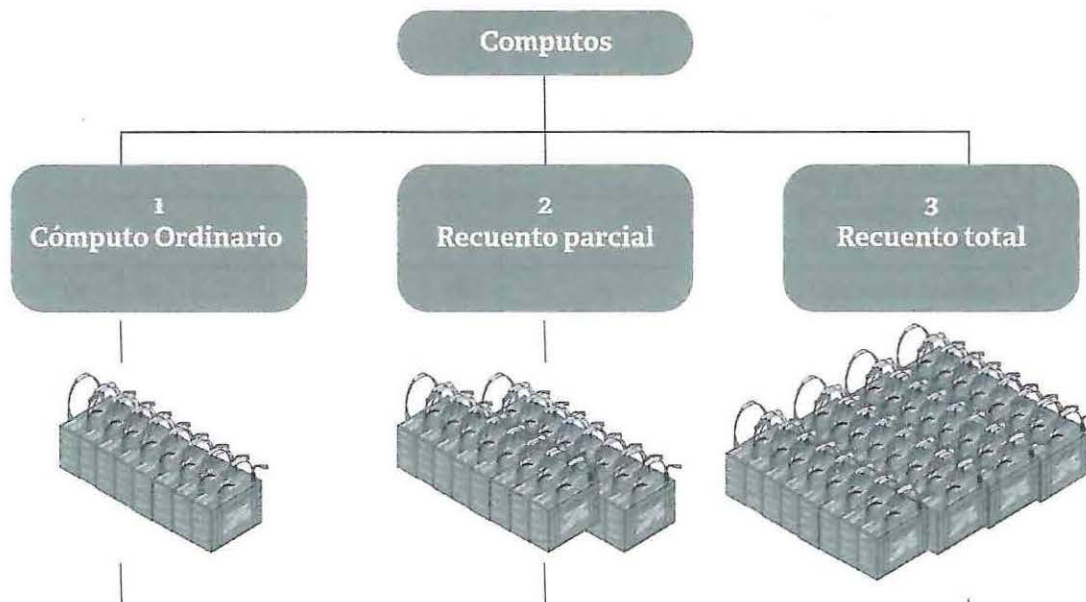 Computos
1
Cómputo Ordinario
2
Recuento parcial
3
Recuento total